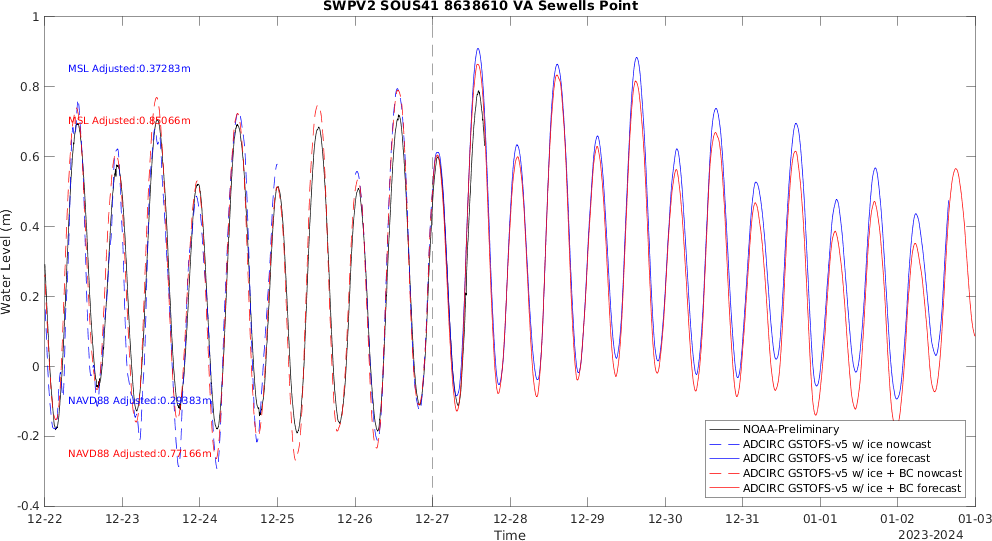 SWPV2 SOUS41 8638610 VA Sewells Point
Water Level (m)
1
0.8
0.6
0.4
0.2
0
-0.2
-0.4
MSL Adjusted:0.37283m
MSL Adjusted:0.85066m
NAVD88 Adjusted:0.29383m
NAVD88 Adjusted:0.77166m
NOAA-Preliminary
ADCIRC GSTOFS-v5 w/ ice nowcast
ADCIRC GSTOFS-v5 w/ ice forecast
ADCIRC GSTOFS-v5 w/ ice + BC nowcast
ADCIRC GSTOFS-v5 w/ ice + BC forecast
12-22 12-23 12-24 12-25 12-26 12-27 12-28 12-29 12-30 12-31 01-01 01-02 01-03
Time
2023-2024